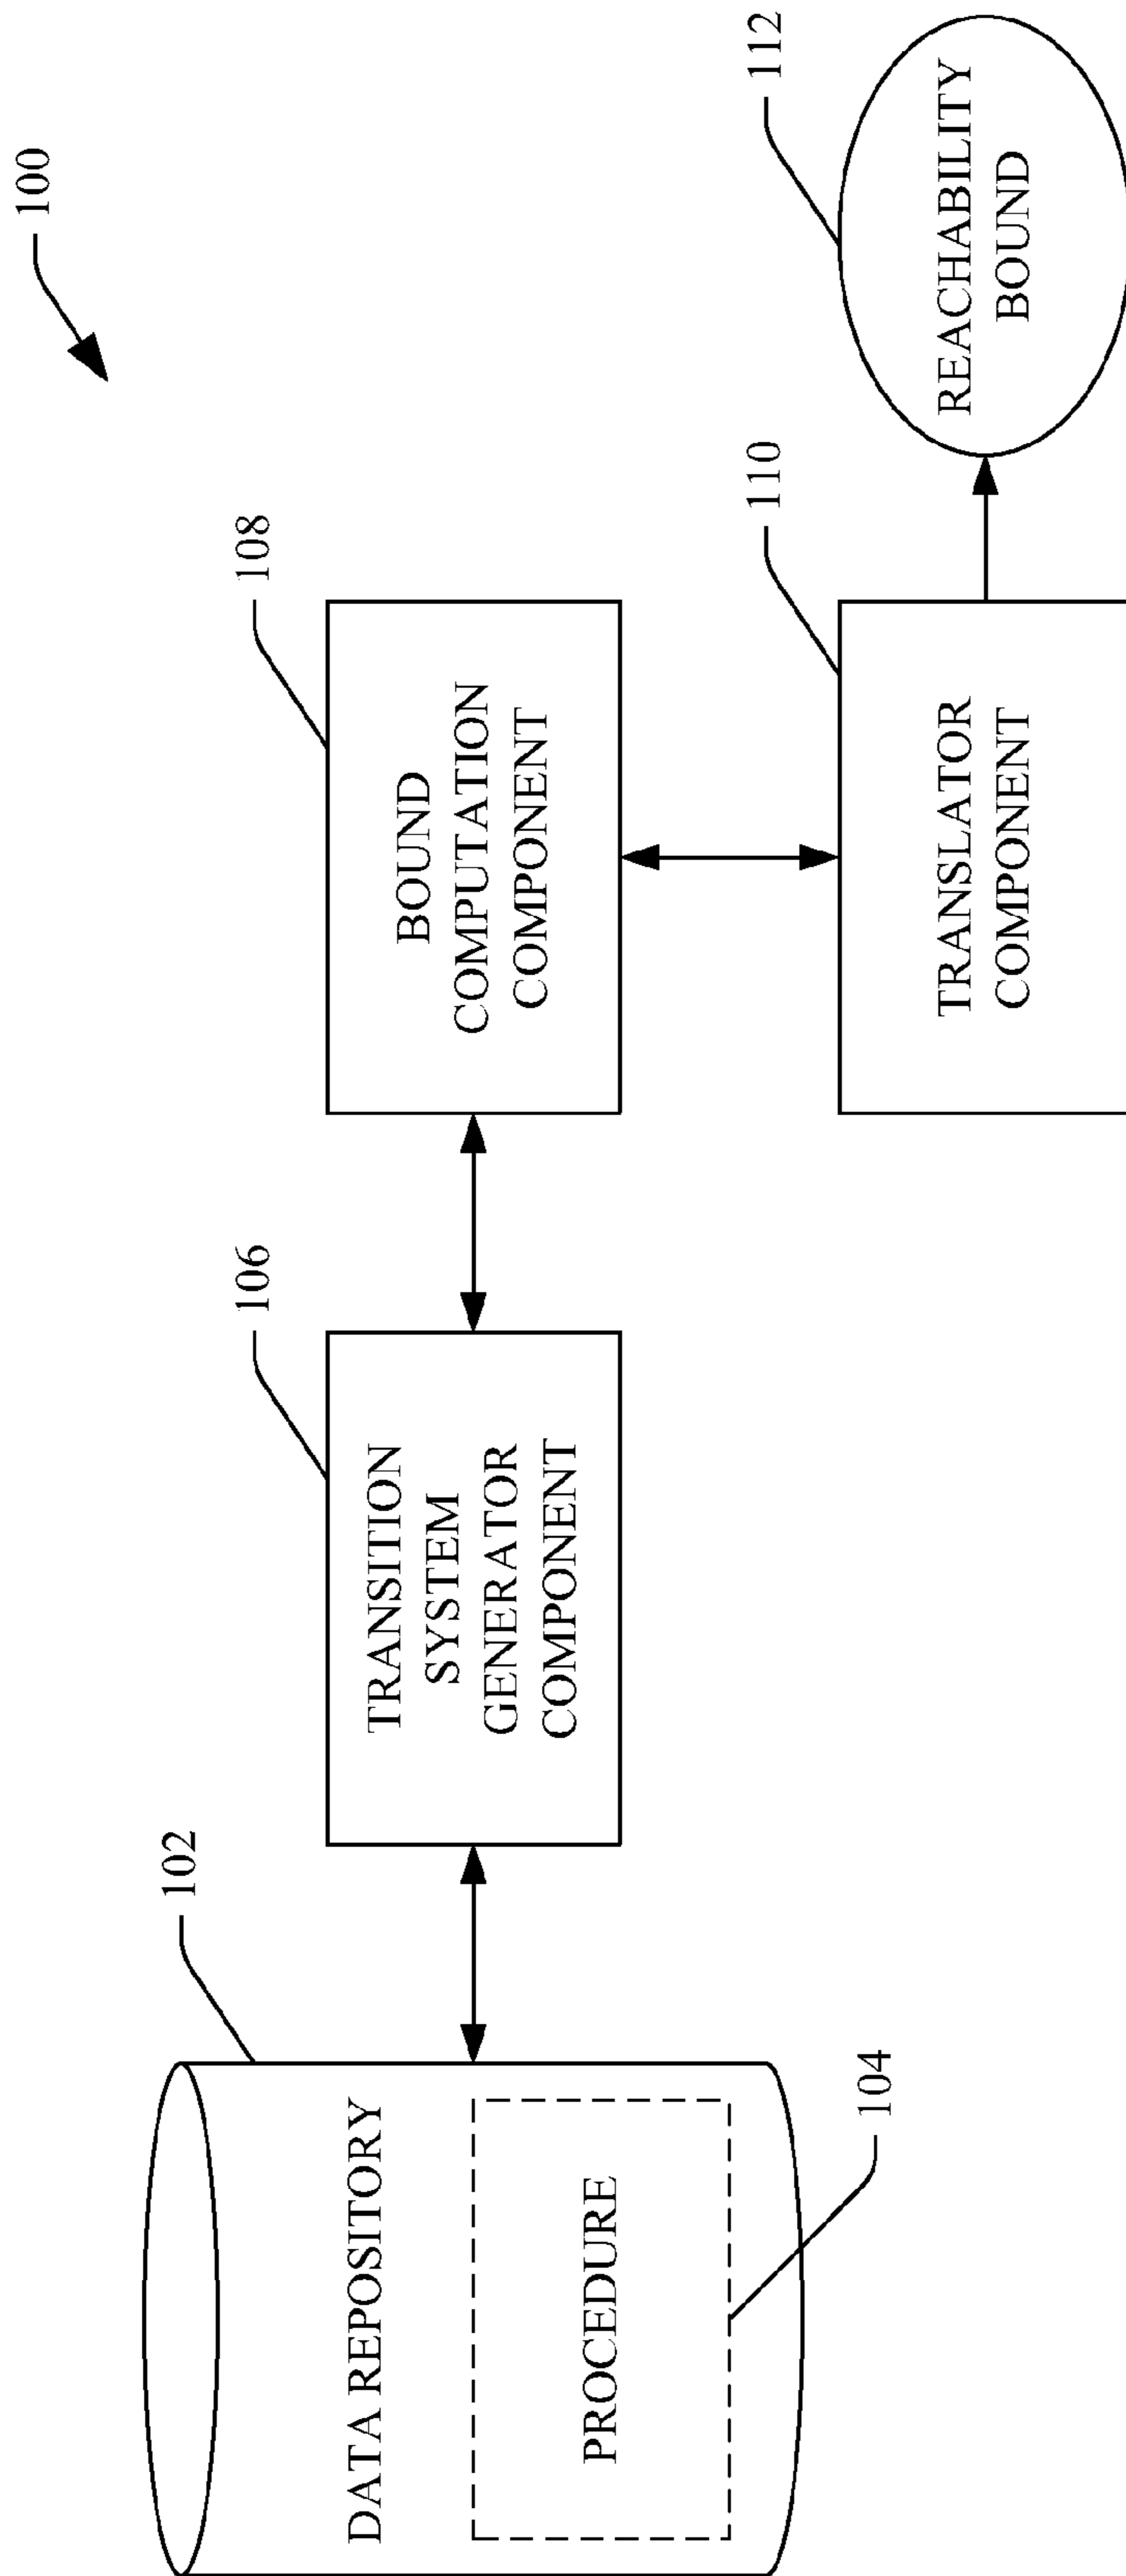 100
102
DATA REPOSITORY
PROCEDURE
104
106
TRANSITION
SYSTEM
GENERATOR
COMPONENT
108
BOUND
COMPUTATION
COMPONENT
110
TRANSLATOR
COMPONENT
112
REACHABILITY
BOUND